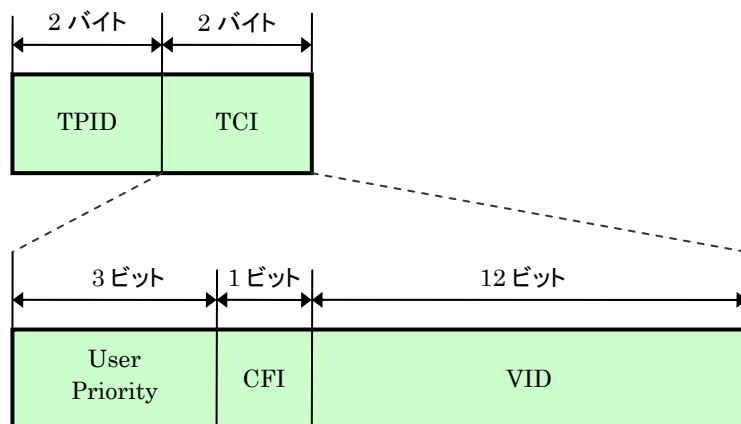 2 バイト 2 バイト
TPID TCI
3 ビット 1 ビット 12 ビット
User
Priority CFI VID